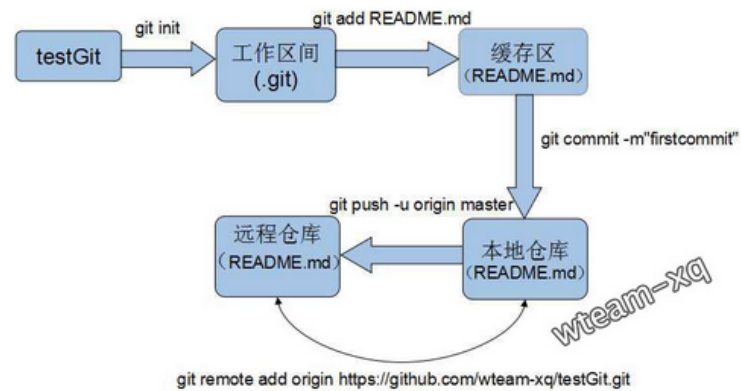 git init
git add README.md
testGit
工作区间
(.git)
缓存区
（README.md）
git commit -m"firstcommit"
git push -u origin master
远程仓库
（README.md）
本地仓库
（README.md）
wteam-xq
git remote add origin https://github.com/wteam-xq/testGit.git